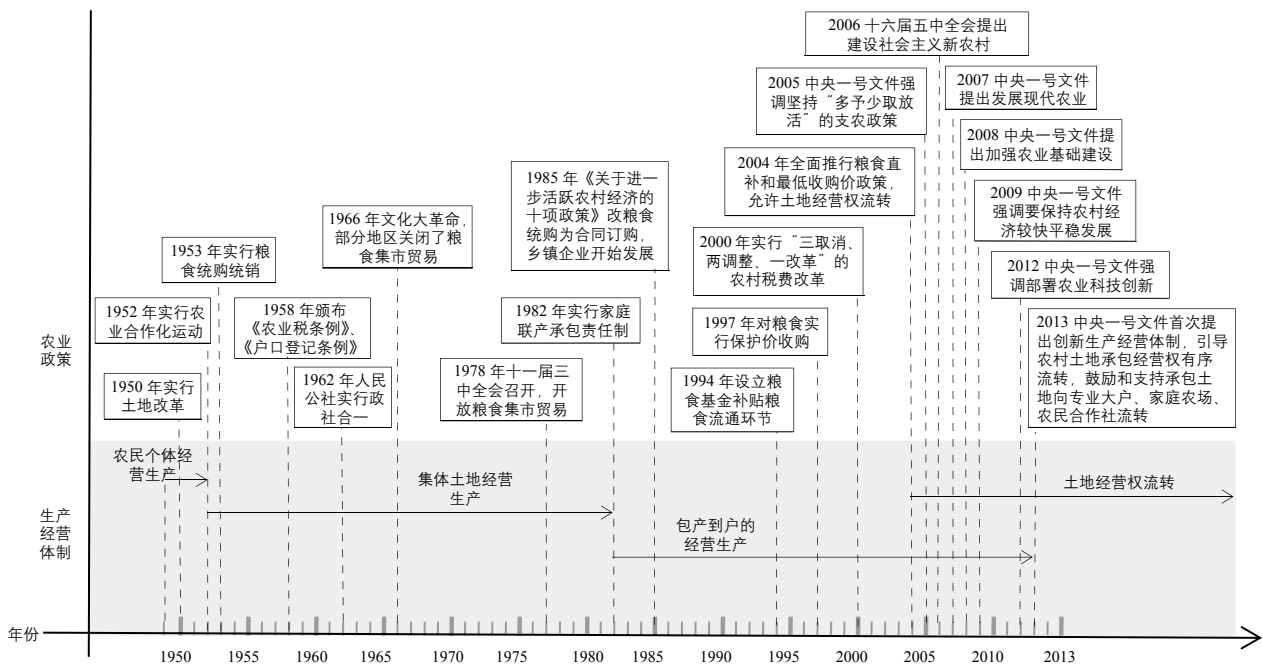 2006 十六届五中全会提出
建设社会主义新农村
2005 中央一号文件强
调坚持“多予少取放
活”的支农政策
2007 中央一号文件
提出发展现代农业
2008 中央一号文件提
出加强农业基础建设
2004 年全面推行粮食直
补和最低收购价政策，
允许土地经营权流转
1985 年《关于进一
步活跃农村经济的
十项政策》改粮食
统购为合同订购，
乡镇企业开始发展
2009 中央一号文件
强调要保持农村经
济较快平稳发展
1966 年文化大革命，
部分地区关闭了粮
食集市贸易
2000 年实行“三取消、
两调整、一改革”的
农村税费改革
1953 年实行粮
食统购统销
2012 中央一号文件强
调部署农业科技创新
1952 年实行农
业合作化运动
1958 年颁布
《农业税条例》、
《户口登记条例》
1982 年实行家庭
联产承包责任制
1997 年对粮食实
行保护价收购
2013 中央一号文件首次提
出创新生产经营体制，引导
农村土地承包经营权有序
流转，鼓励和支持承包土
地向专业大户、家庭农场、
农民合作社流转
农业
政策
1950 年实行
土地改革
1962 年人民
公社实行政
社合一
1978 年十一届三
中全会召开，开
放粮食集市贸易
1994 年设立粮
食基金补贴粮
食流通环节
农民个体经
营生产
集体土地经营
生产
土地经营权流转
生产
经营
体制
包产到户的
经营生产
年份
1950 1955 1960 1965 1970 1975 1980 1985 1990 1995 2000 2005 2010 2013